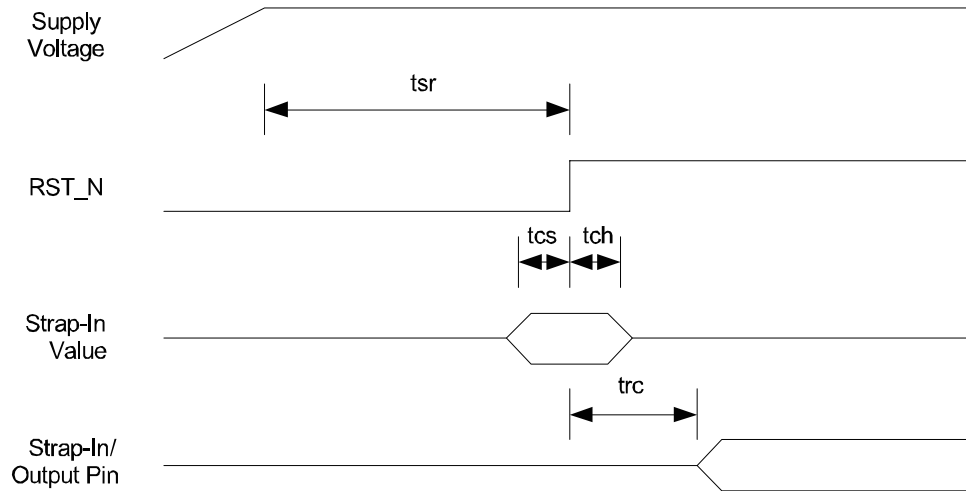 Supply
Voltage
tsr
RST_N
tcs
tch
Strap-In
Value
trc
Strap-In/
Output Pin